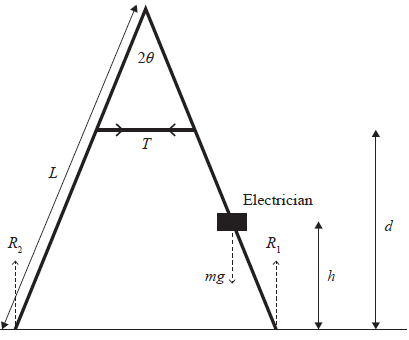 2θ
T
L
Electrician
d
R₂
R₁
mg
h